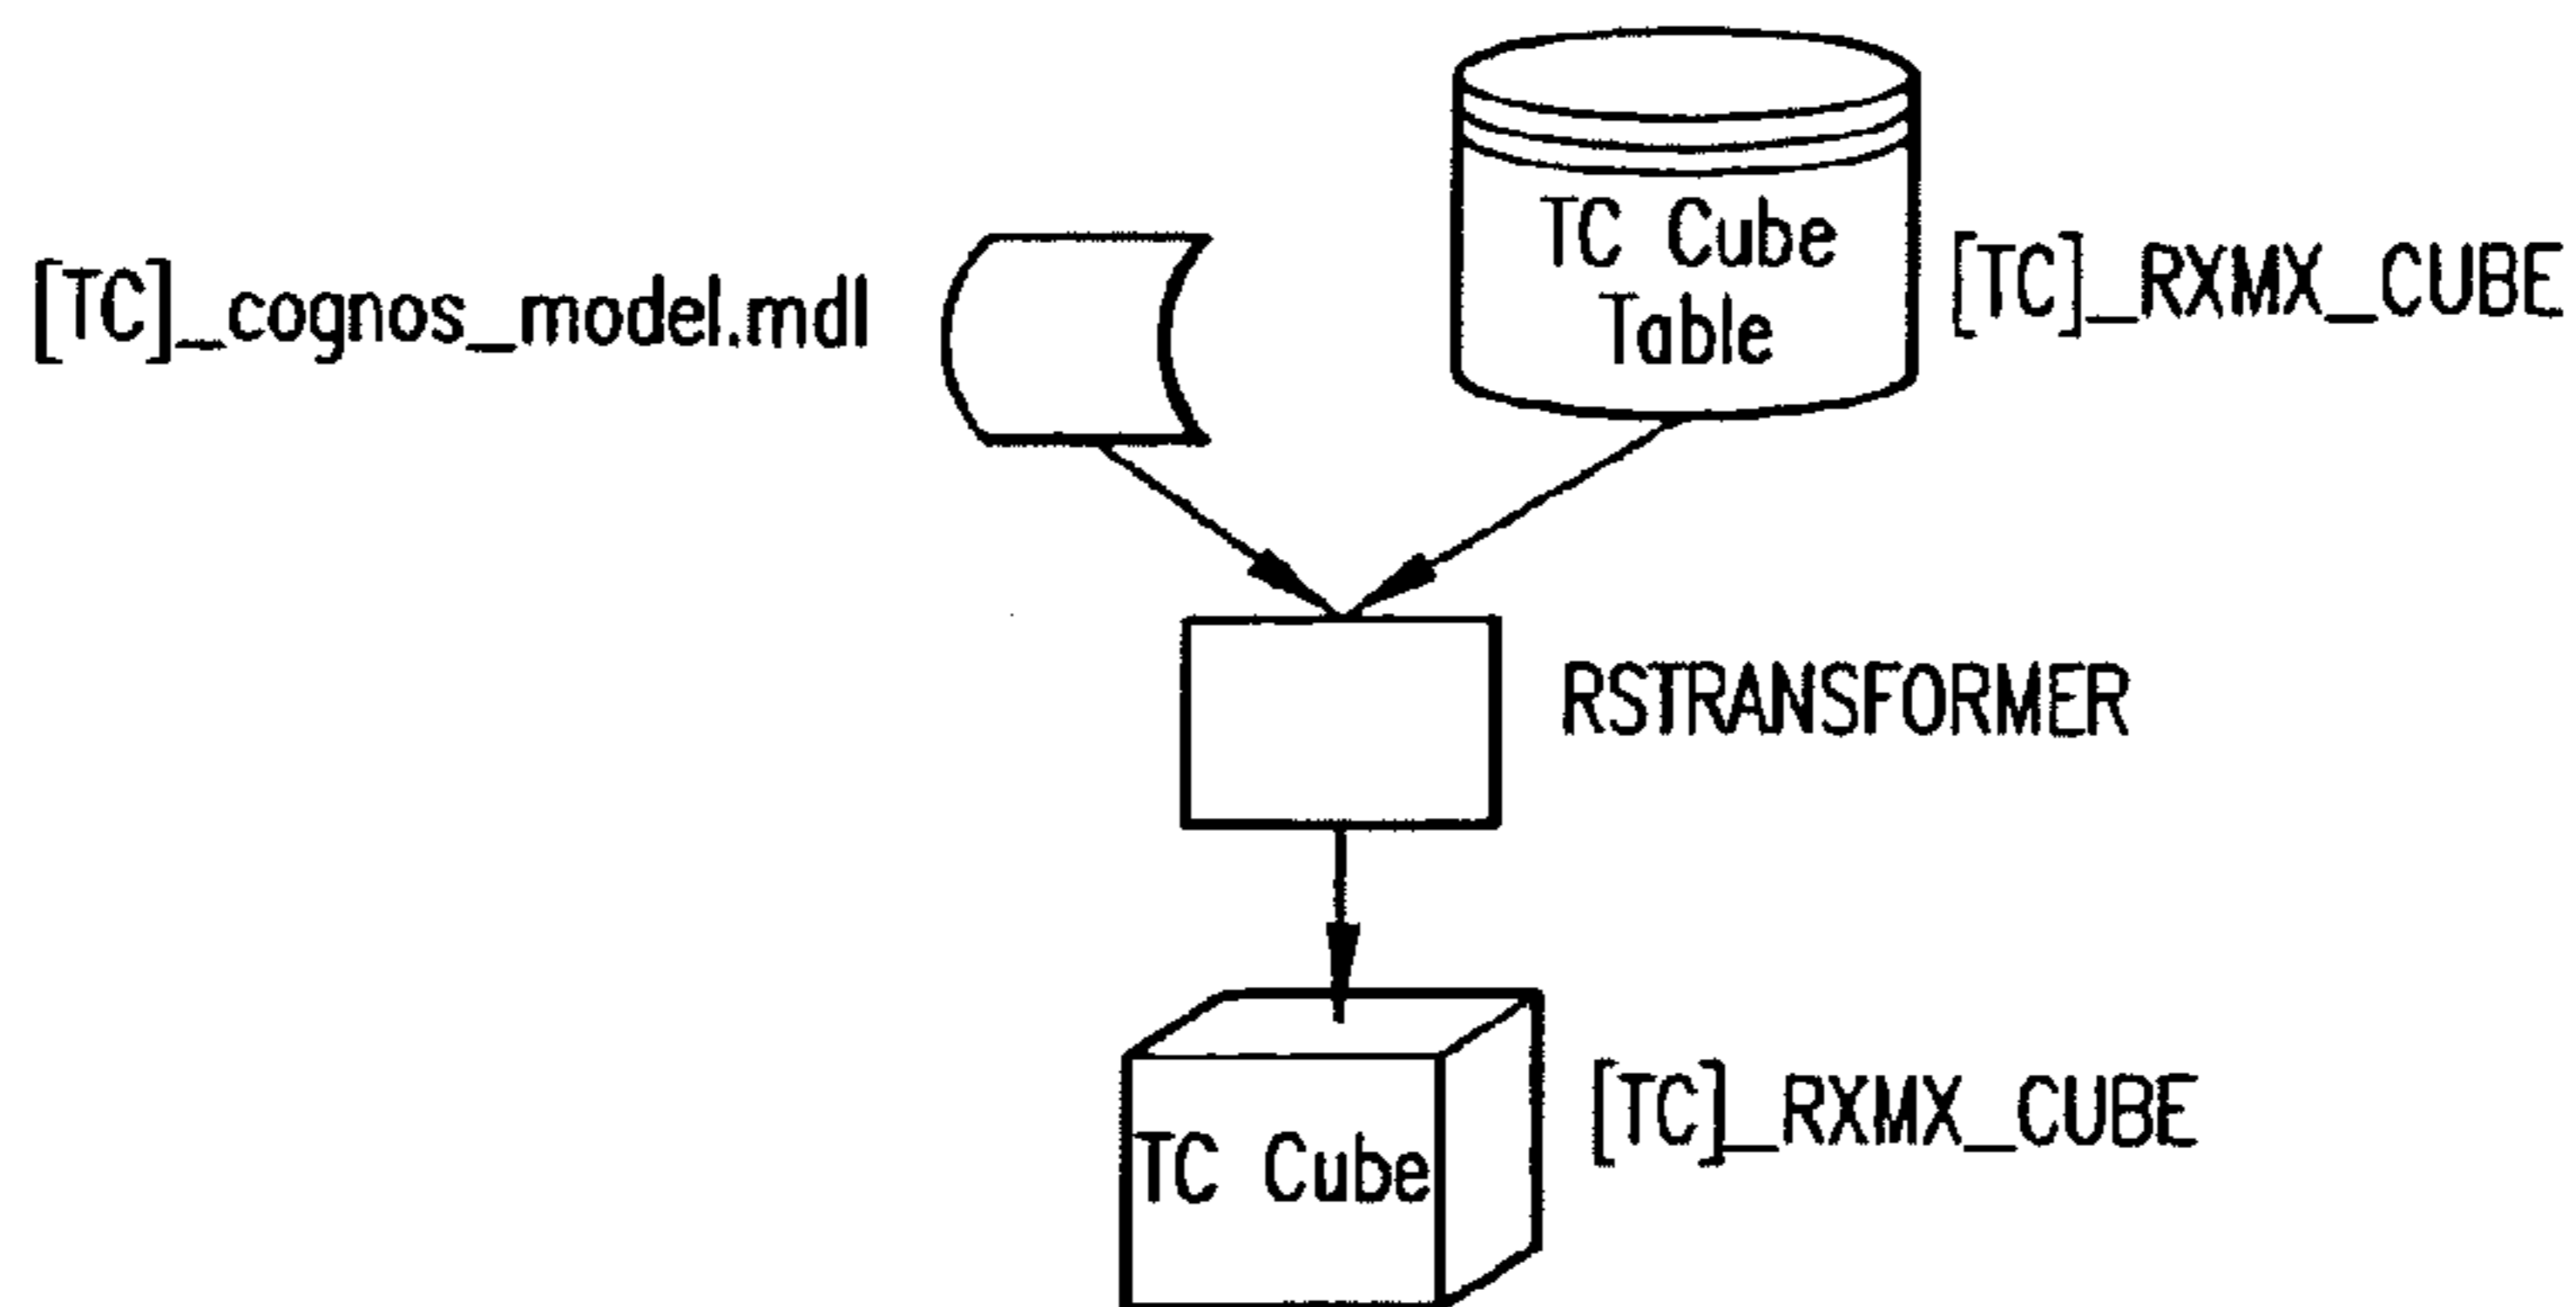 TC Cube
Table
[TC]_RXMX_CUBE
[TC]_cognos_model.mdl
RSTRANSFORMER
TC Cube
[TC]_RXMX_CUBE